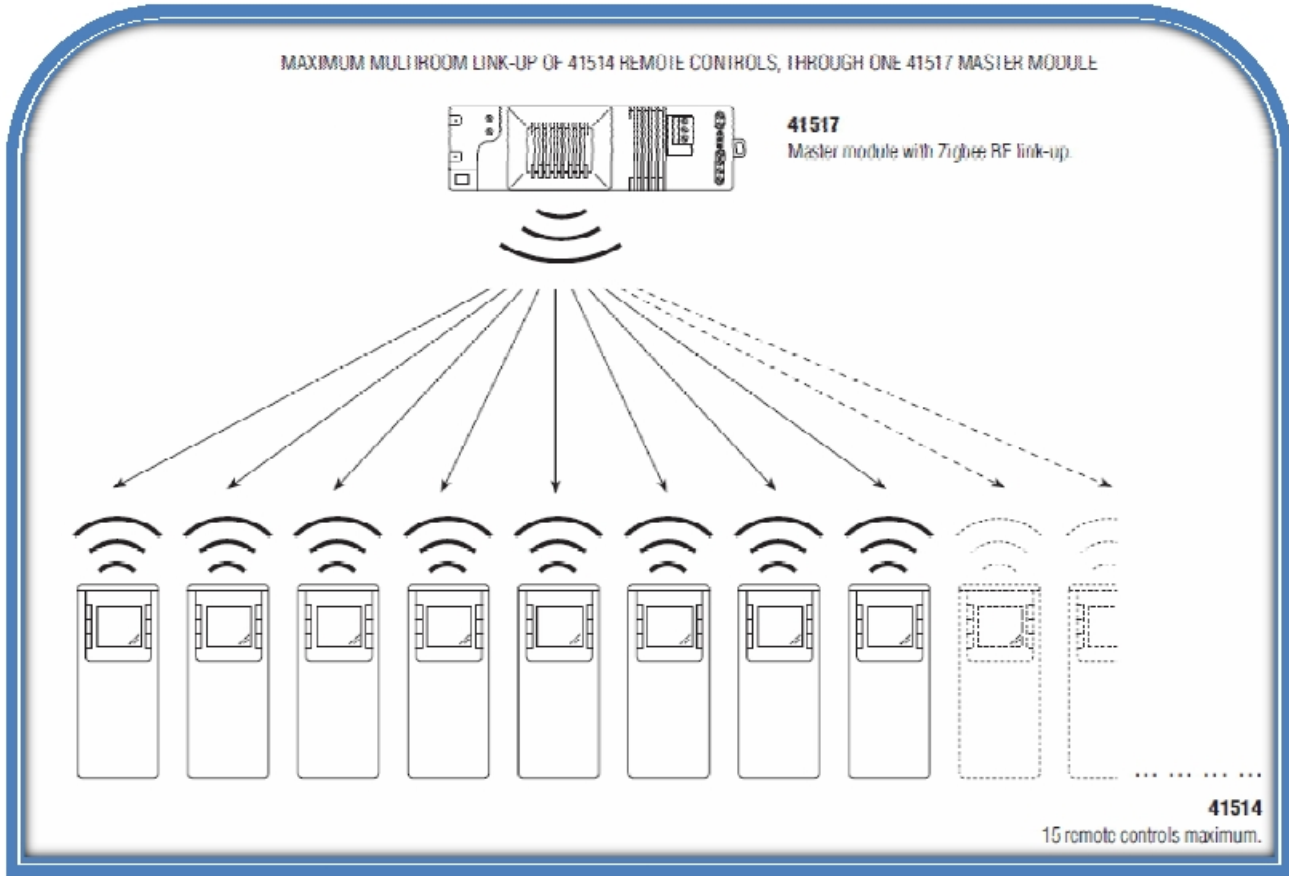 MAXIMUM MULTIROOM LINK-UP OF 41514 REMOTE CONTROLS, THROUGH ONE 41517 MASTER MODULE
41517
Master module with Zigbee RF link-up.
... ... ... ...
41514
15 remote controls maximum.